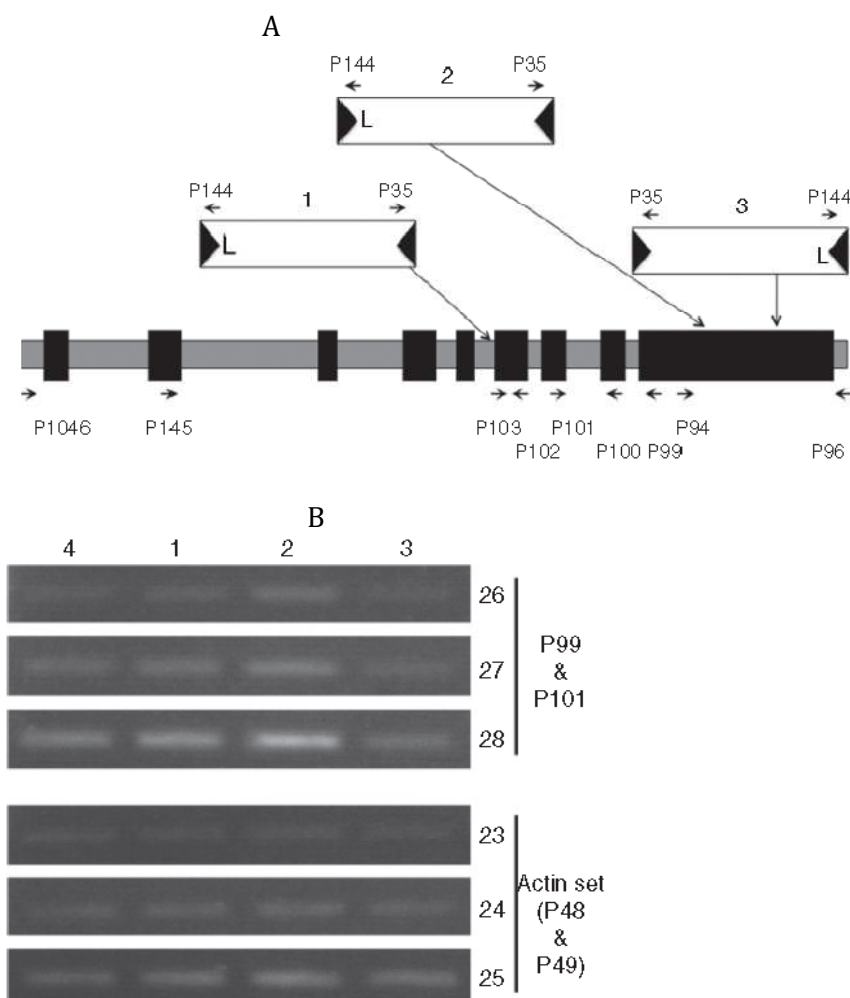 A
P144 2 P35
L
P144 1 P35
L
P35 3 P144
L
P1046 P145 P103 P101 P94
P102 P100 P99 P96
B
4 1 2 3
26
27
28
P99
&
P101
23
24
25
Actin set
(P48
&
P49)